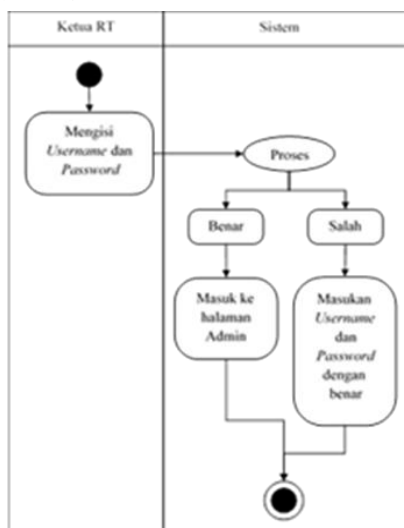 Ketua RT
Sistem
Mengisi
Username dan
Password
Proses
Benar
Salah
Masuk ke
halaman
Admin
Masukan
Username
dan
Password
dengan
benar